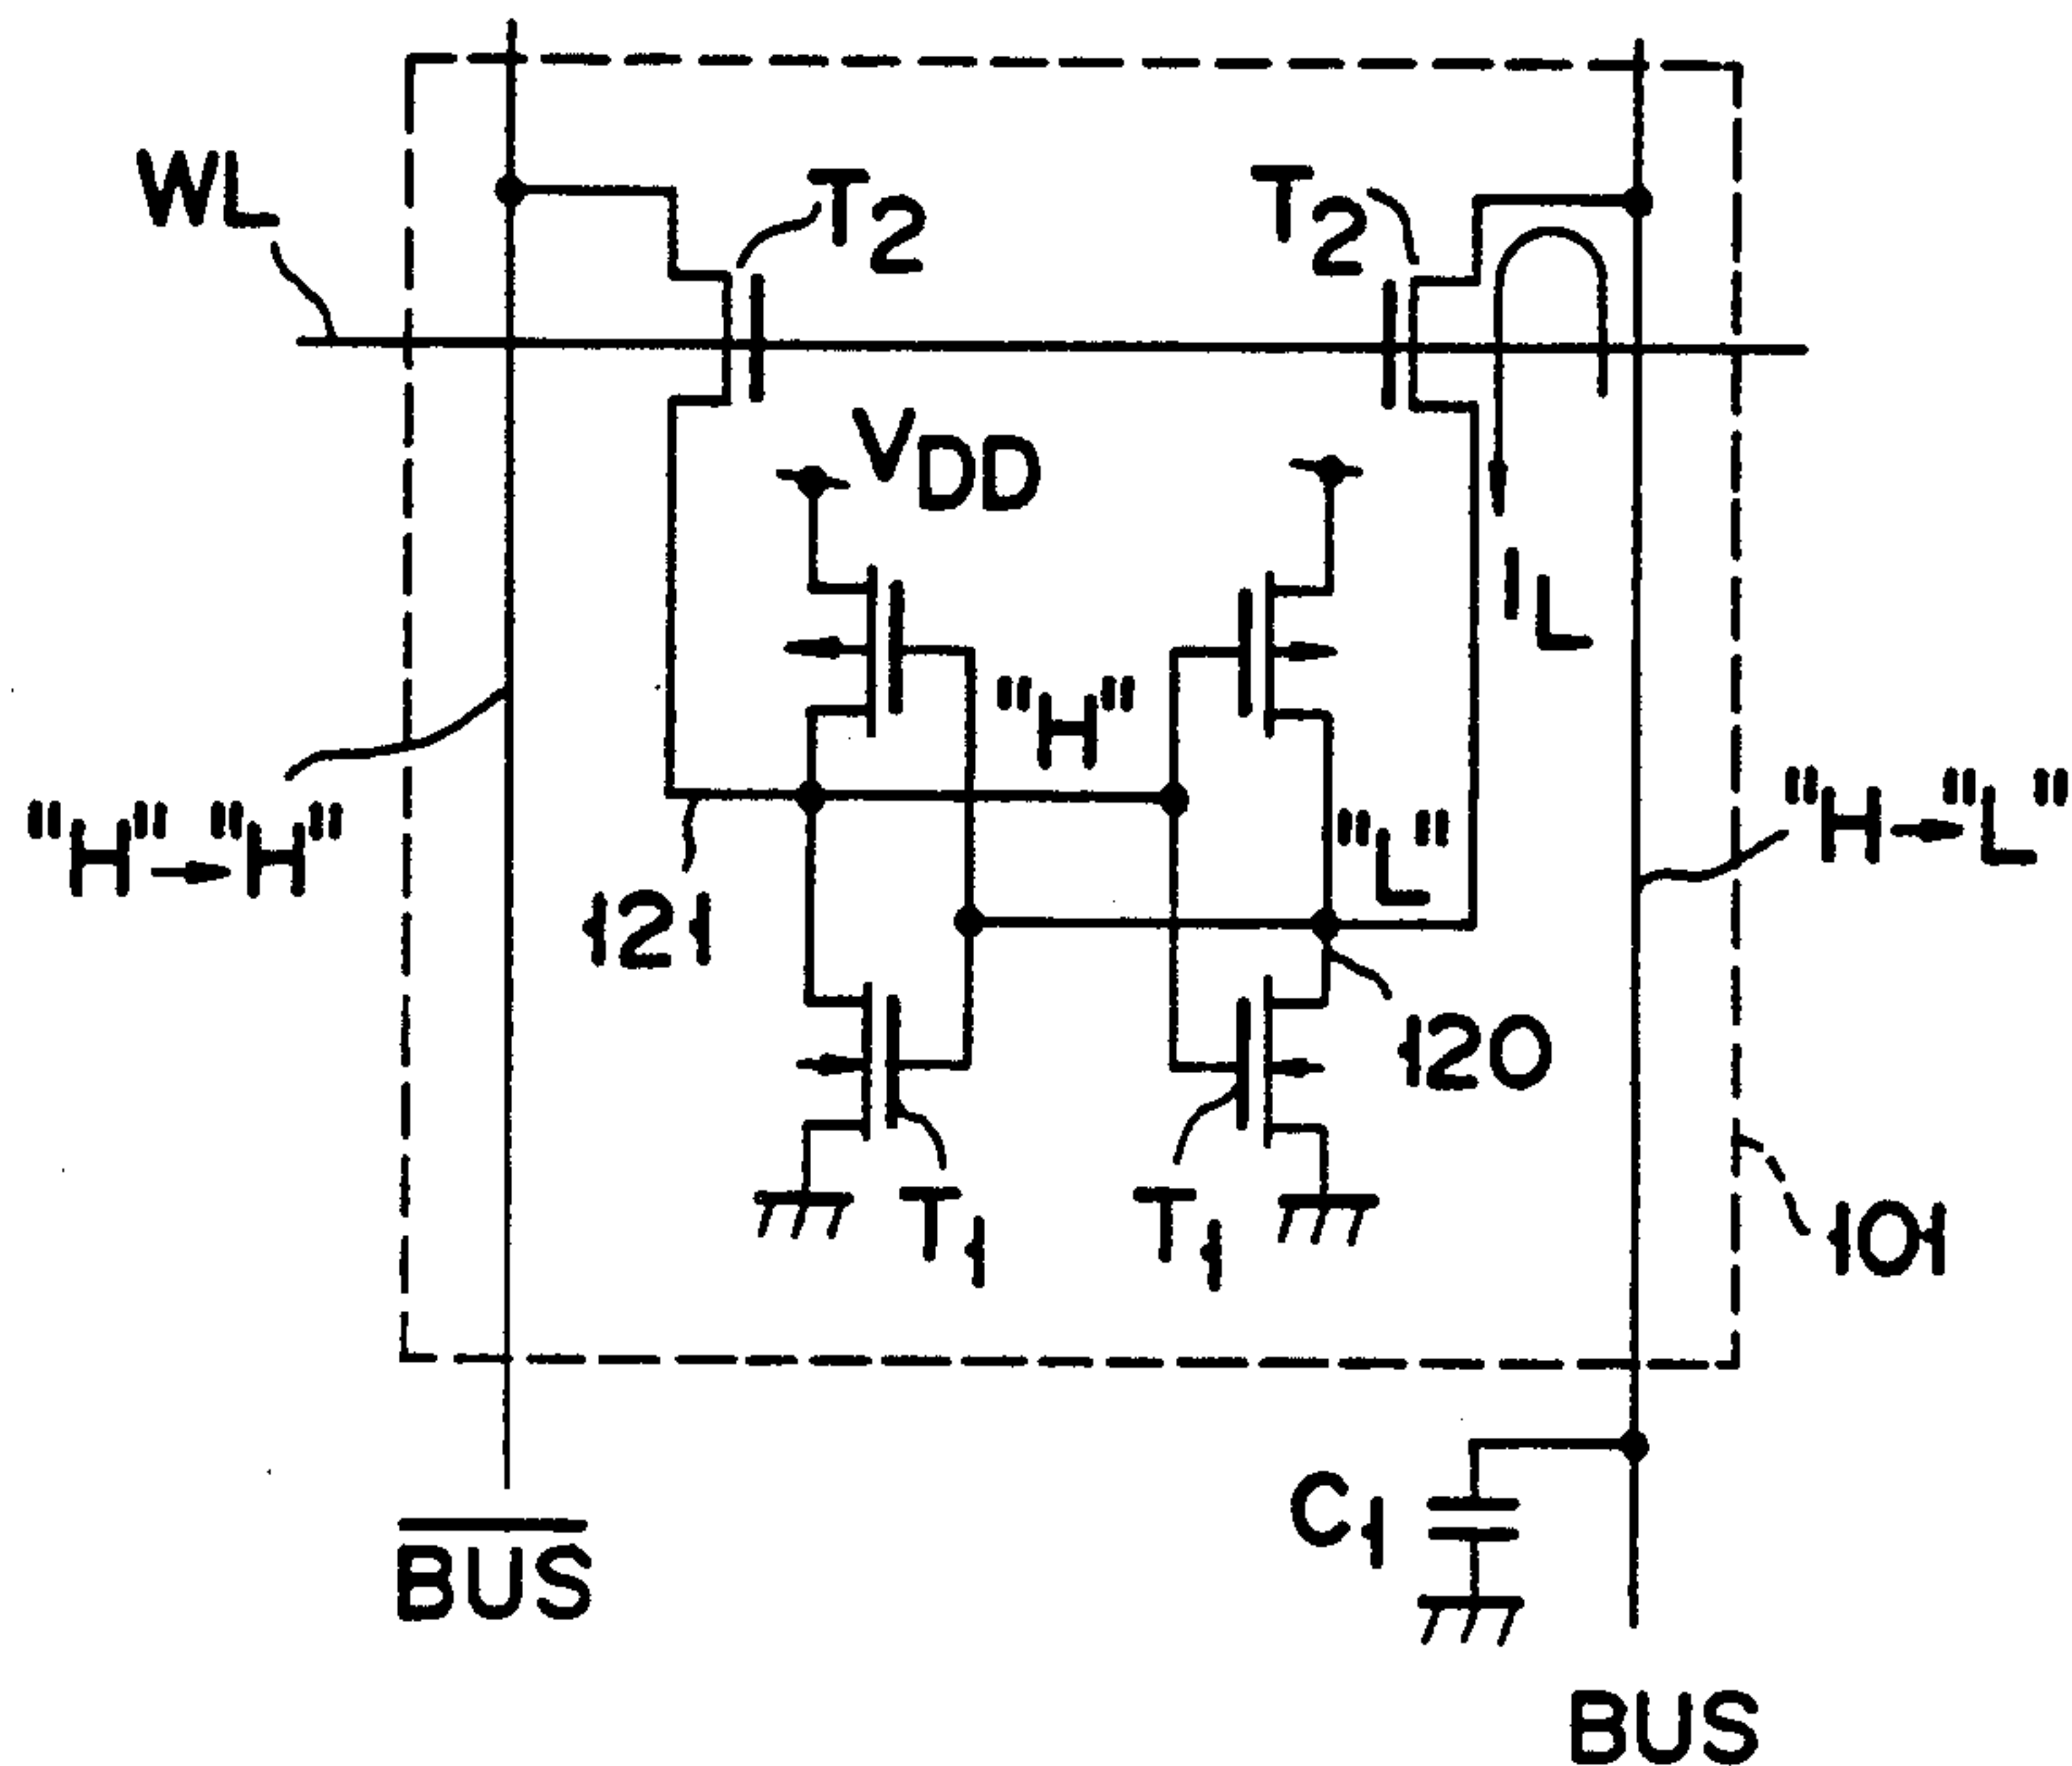 WL
T2
T2
VDD
IL
"H"
"H"→"H"
"L"
"H→"L"
121
120
T1
T1
101
C1
BUS
BUS